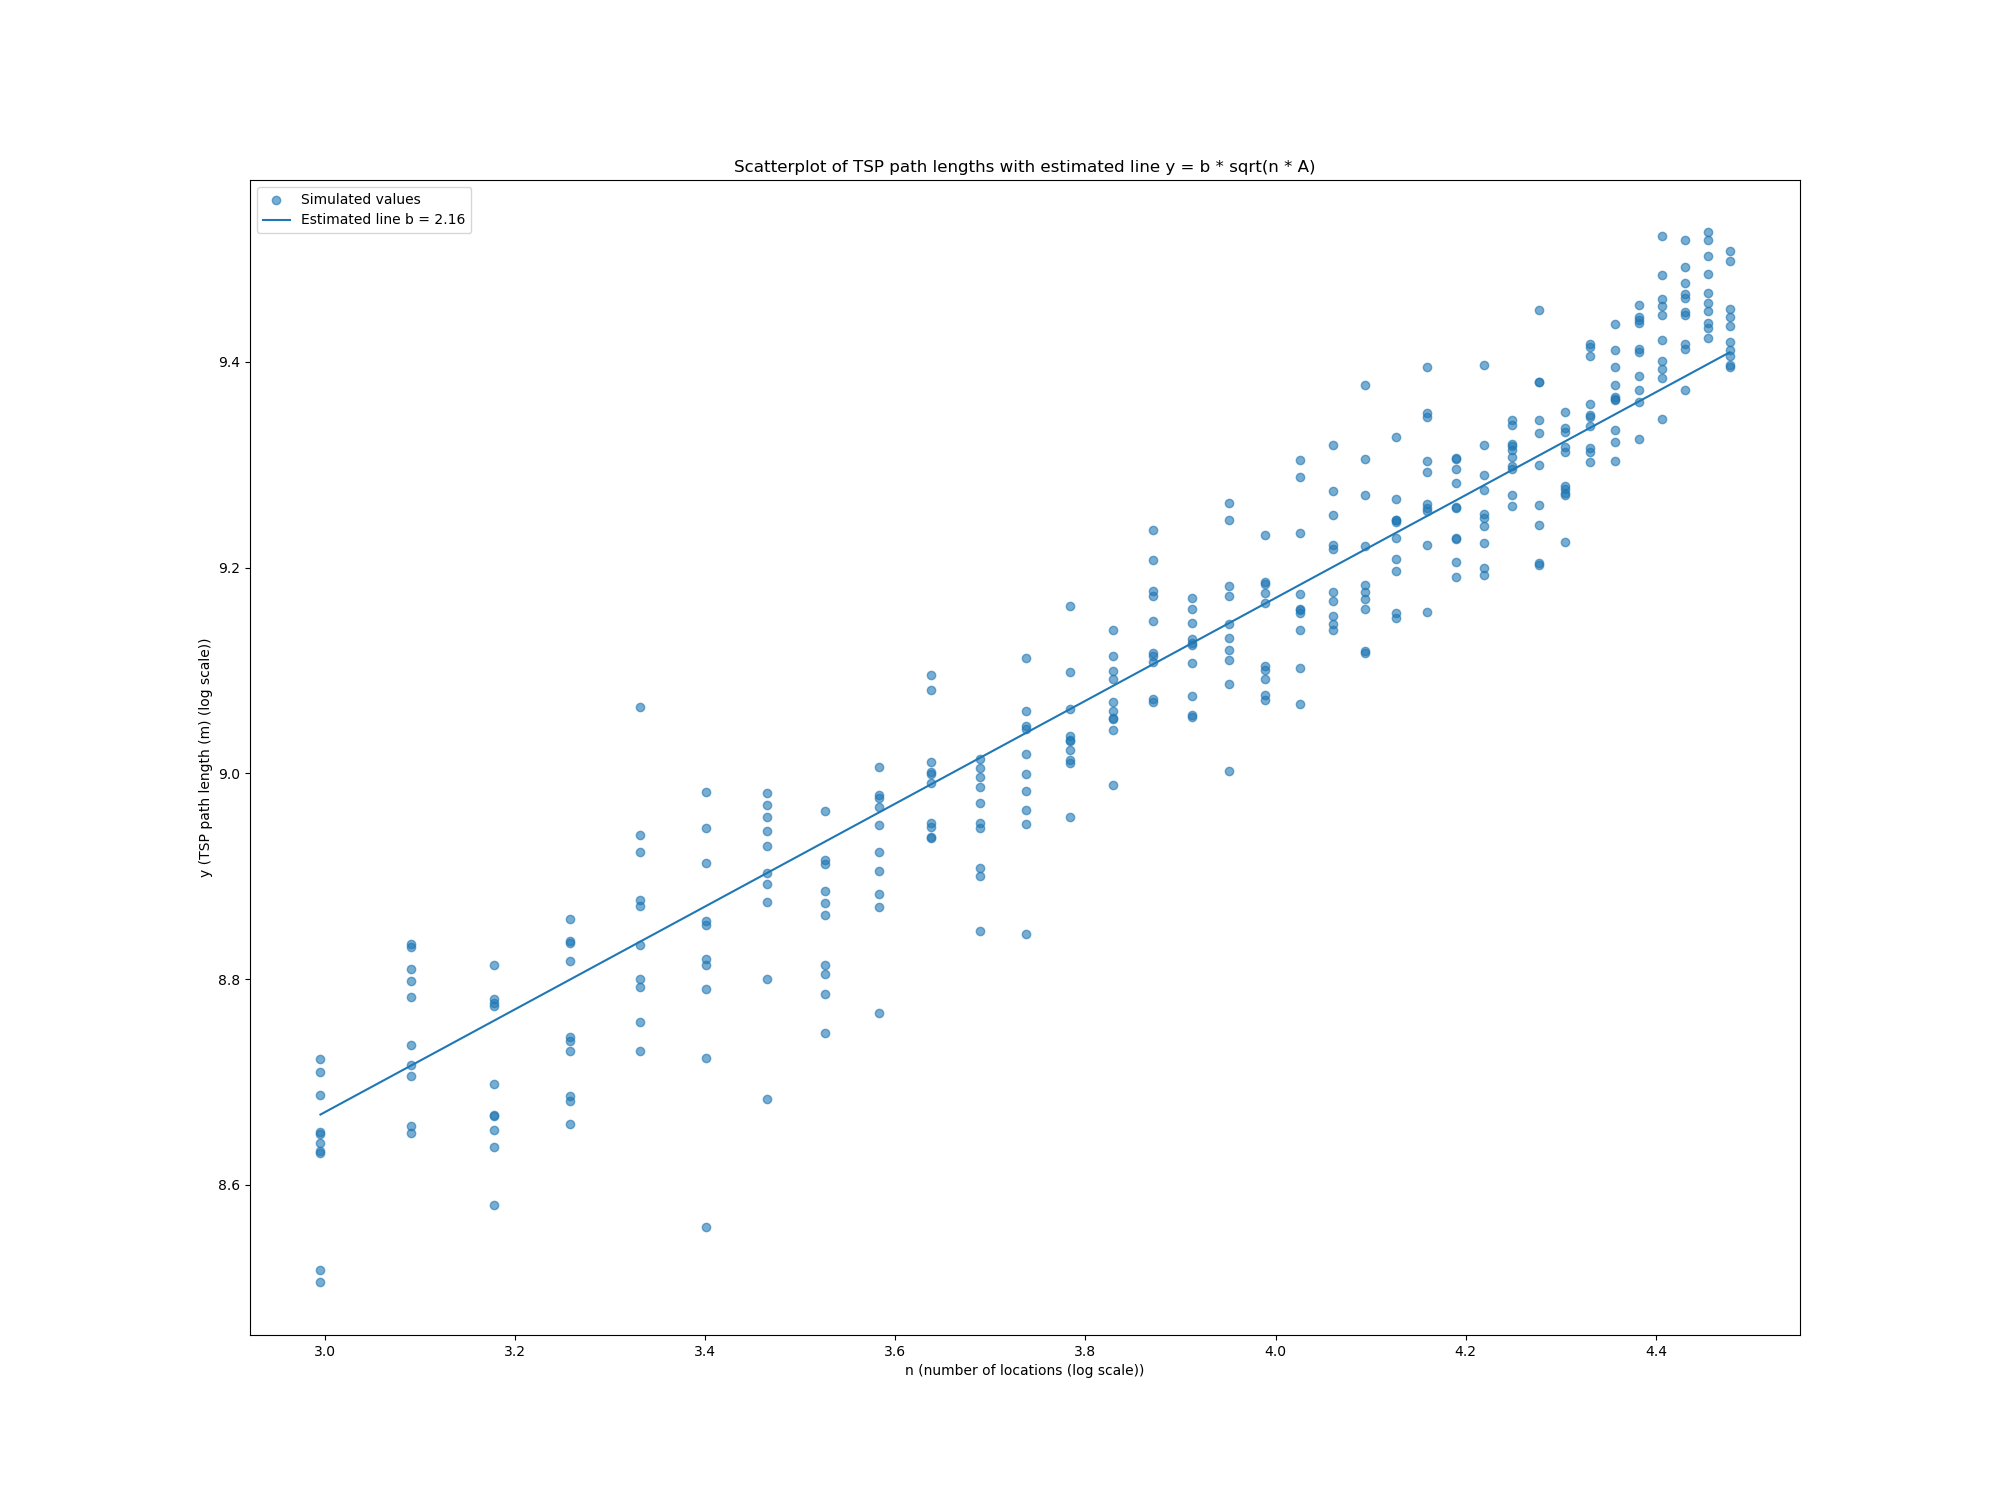 Scatterplot of TSP path lengths with estimated line y = b * sqrt(n * A)
Simulated values
Estimated line b = 2.16
y (TSP path length (m) (log scale))
9.4
9.2
9.0
8.8
8.6
3.0 3.2 3.4 3.6 3.8 4.0 4.2 4.4
n (number of locations (log scale))